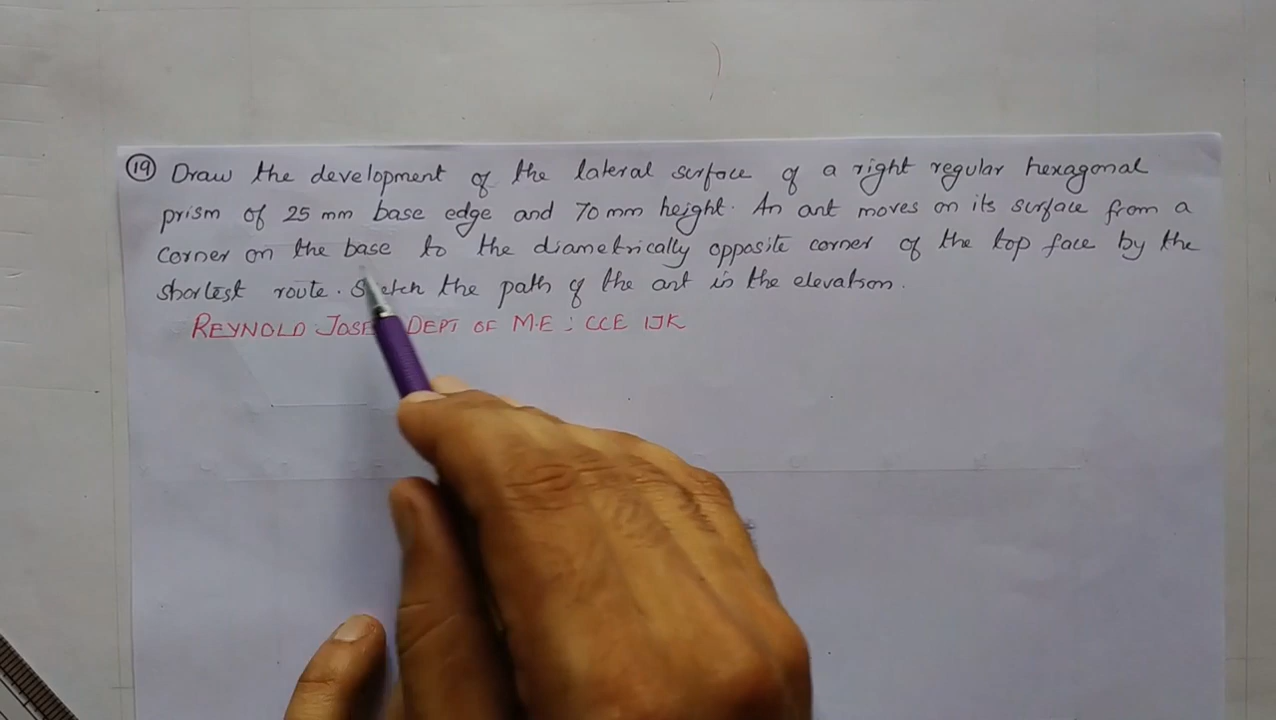 19 Draw the development of the lateral surface of a right regular hexagonal
prism of 25 mm base edge and 70 mm height. An ant moves on its surface from a
corner on the base to the diametrically opposite corner of the top face by the
shortest route. Sketch the path of the ant in the elevation.
REYNOLD JOSE DEPT OF M.E : CCE IJK